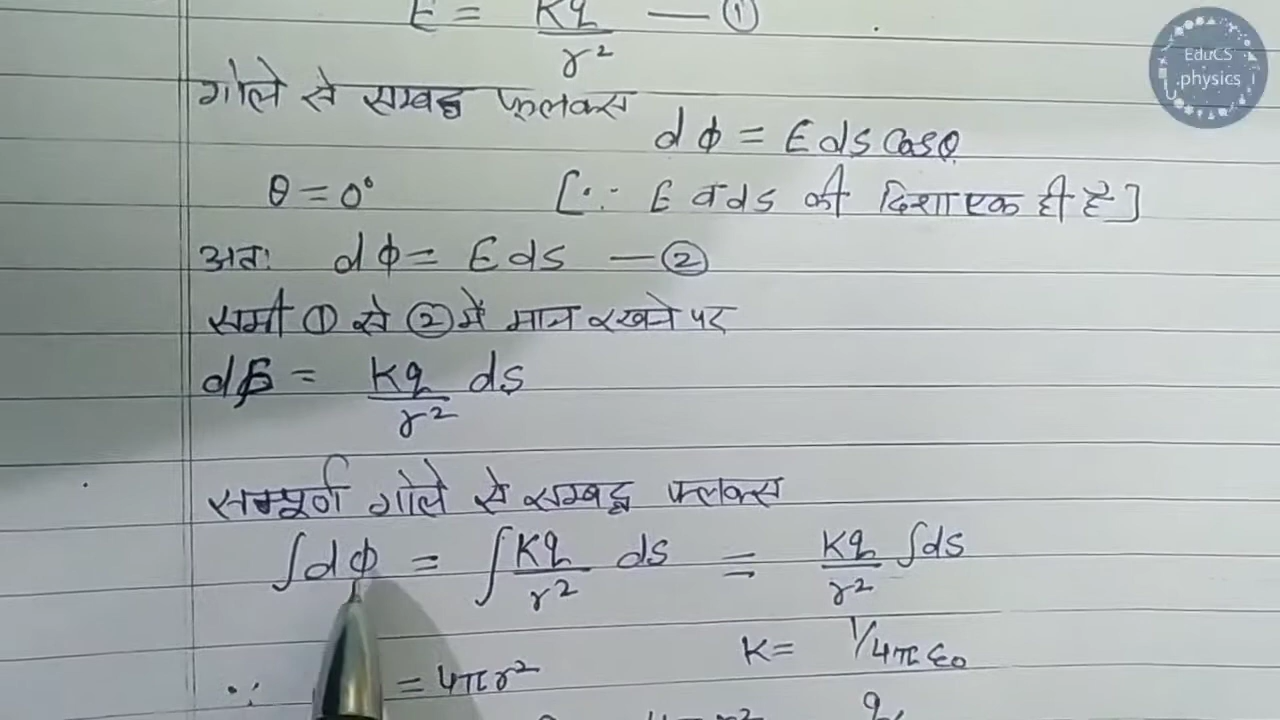 E = Kq/r² — ①
EduCS
physics
गोले से सम्बद्ध फ्लक्स
dϕ = E ds Cosθ
θ = 0° [∵ E व ds की दिशा एक ही है]
अतः dϕ = E ds — ②
समी ① से ② में मान रखने पर
dϕ = Kq/r² ds
सम्पूर्ण गोले से सम्बद्ध फ्लक्स
∫dϕ = ∫Kq/r² ds = Kq/r² ∫ds
K = 1/4πε₀
∵ = 4πr²